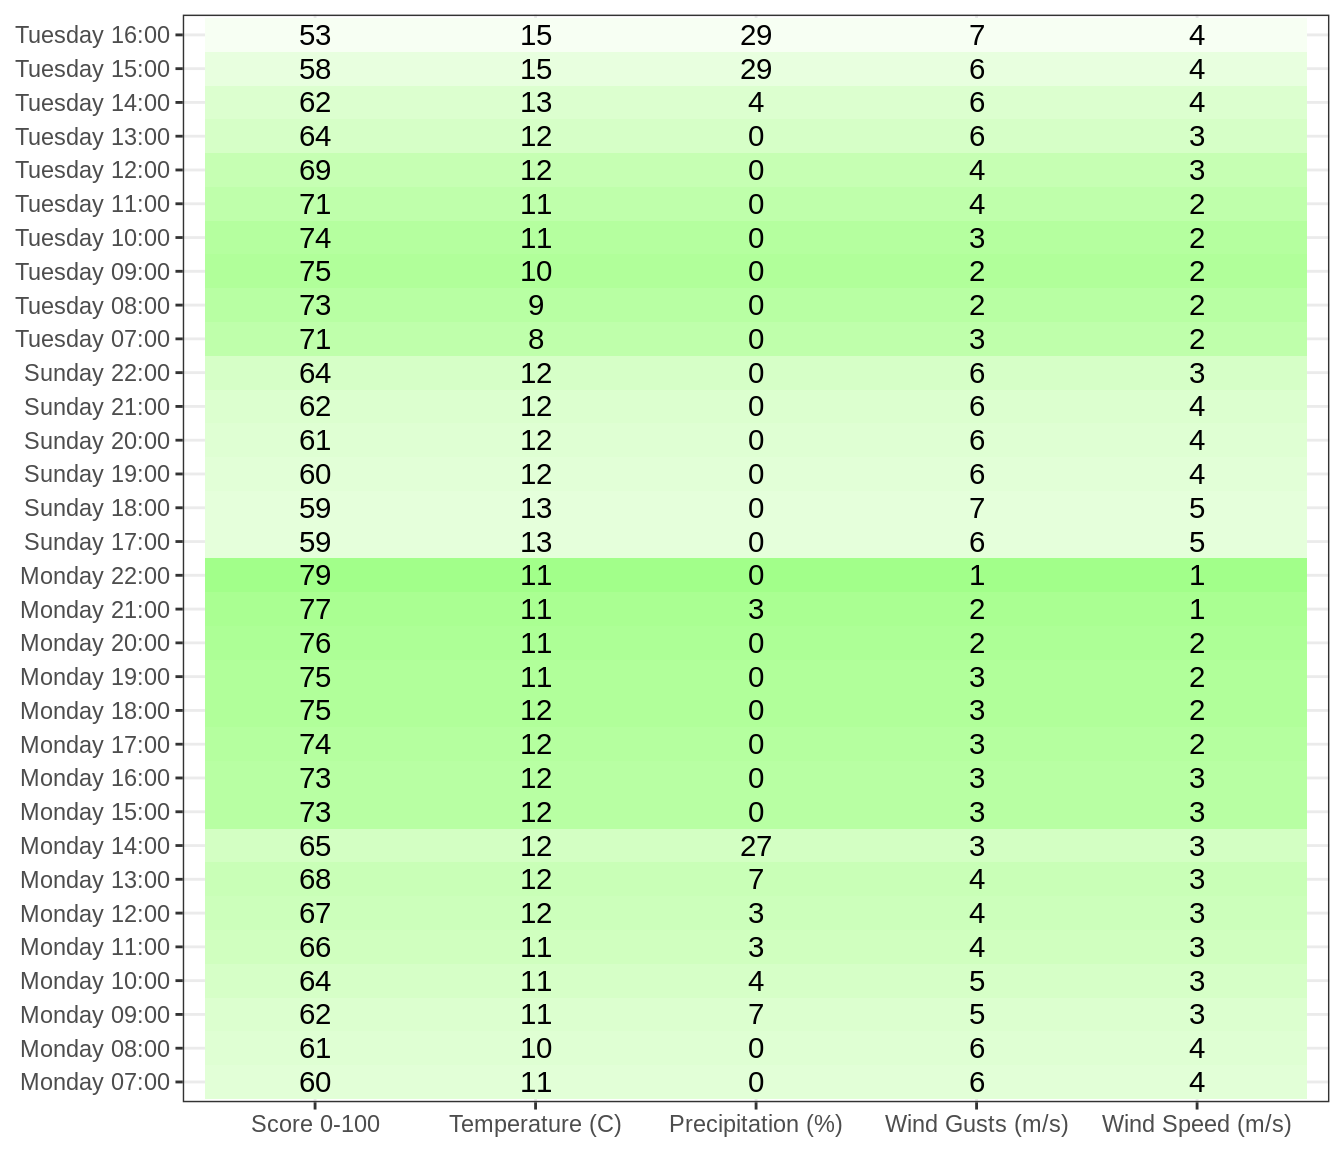 Tuesday 16:00 53 15 29 7 4
Tuesday 15:00 58 15 29 6 4
Tuesday 14:00 62 13 4 6 4
Tuesday 13:00 64 12 0 6 3
Tuesday 12:00 69 12 0 4 3
Tuesday 11:00 71 11 0 4 2
Tuesday 10:00 74 11 0 3 2
Tuesday 09:00 75 10 0 2 2
Tuesday 08:00 73 9 0 2 2
Tuesday 07:00 71 8 0 3 2
Sunday 22:00 64 12 0 6 3
Sunday 21:00 62 12 0 6 4
Sunday 20:00 61 12 0 6 4
Sunday 19:00 60 12 0 6 4
Sunday 18:00 59 13 0 7 5
Sunday 17:00 59 13 0 6 5
Monday 22:00 79 11 0 1 1
Monday 21:00 77 11 3 2 1
Monday 20:00 76 11 0 2 2
Monday 19:00 75 11 0 3 2
Monday 18:00 75 12 0 3 2
Monday 17:00 74 12 0 3 2
Monday 16:00 73 12 0 3 3
Monday 15:00 73 12 0 3 3
Monday 14:00 65 12 27 3 3
Monday 13:00 68 12 7 4 3
Monday 12:00 67 12 3 4 3
Monday 11:00 66 11 3 4 3
Monday 10:00 64 11 4 5 3
Monday 09:00 62 11 7 5 3
Monday 08:00 61 10 0 6 4
Monday 07:00 60 11 0 6 4
Score 0-100 Temperature (C) Precipitation (%) Wind Gusts (m/s) Wind Speed (m/s)